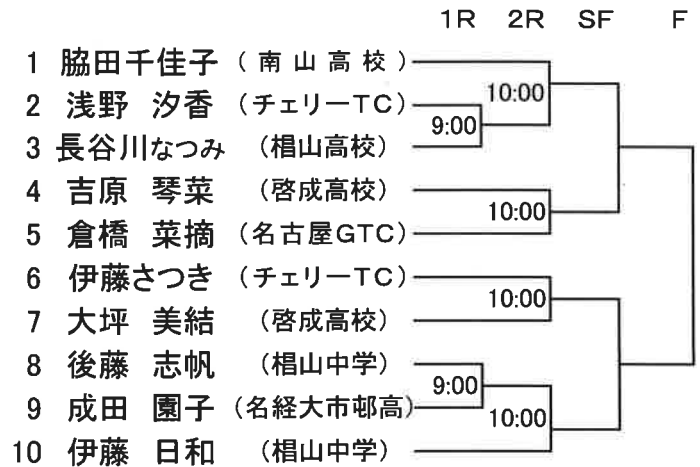 1R 2R SF F
1 脇田千佳子 (南山高校)
2 浅野 汐香 (チェリーTC)
3 長谷川なつみ (椙山高校)
4 吉原 琴菜 (啓成高校)
5 倉橋 菜摘 (名古屋GTC)
6 伊藤さつき (チェリーTC)
7 大坪 美結 (啓成高校)
8 後藤 志帆 (椙山中学)
9 成田 園子 (名経大市邨高)
10 伊藤 日和 (椙山中学)
10:00
9:00
10:00
10:00
9:00
10:00